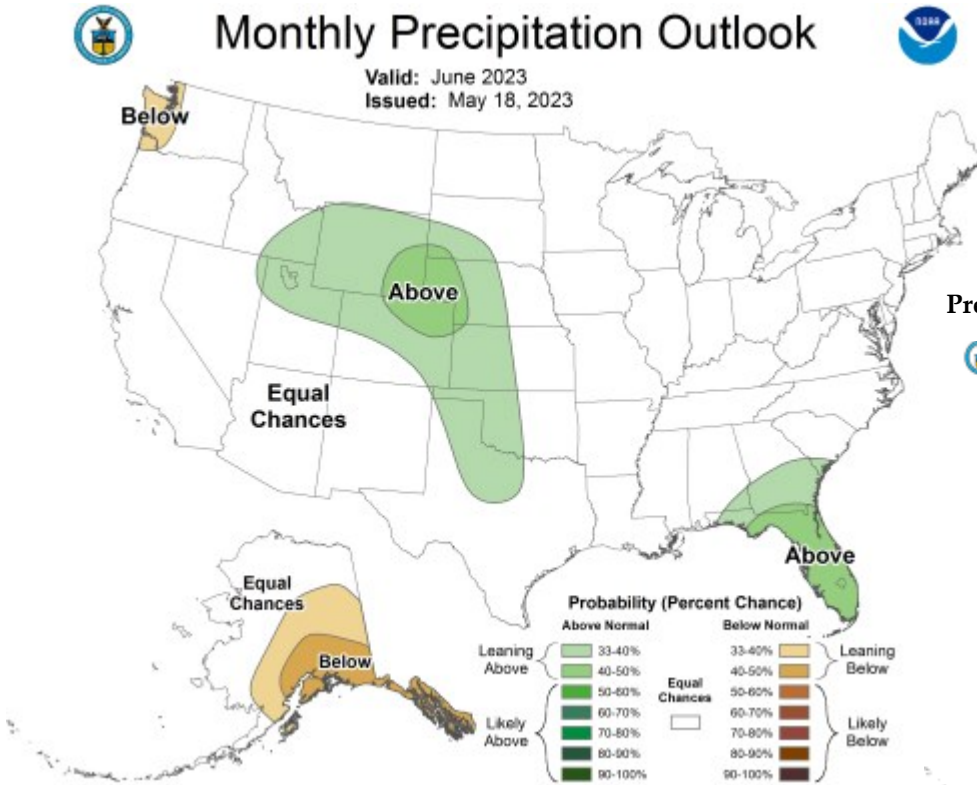 NOAA
Monthly Precipitation Outlook
Valid: June 2023
Issued: May 18, 2023
Below
Above
Equal
Chances
Above
Equal
Chances
Below
Probability (Percent Chance)
Above Normal
Below Normal
Leaning
Above
33-40%
40-50%
Likely
Above
50-60%
60-70%
70-80%
80-90%
90-100%
Equal
Chances
33-40%
40-50%
Leaning
Below
50-60%
60-70%
70-80%
80-90%
90-100%
Likely
Below